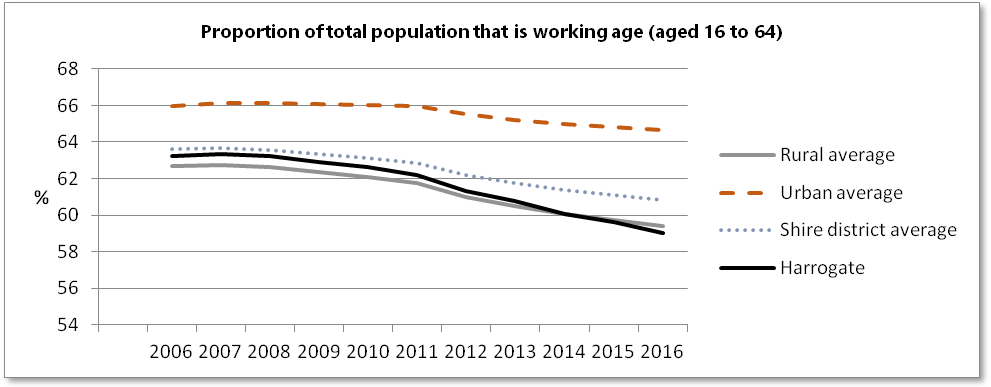 Proportion of total population that is working age (aged 16 to 64)
68
66
64
62
%
60
58
56
54
2006 2007 2008 2009 2010 2011 2012 2013 2014 2015 2016
Rural average
Urban average
Shire district average
Harrogate